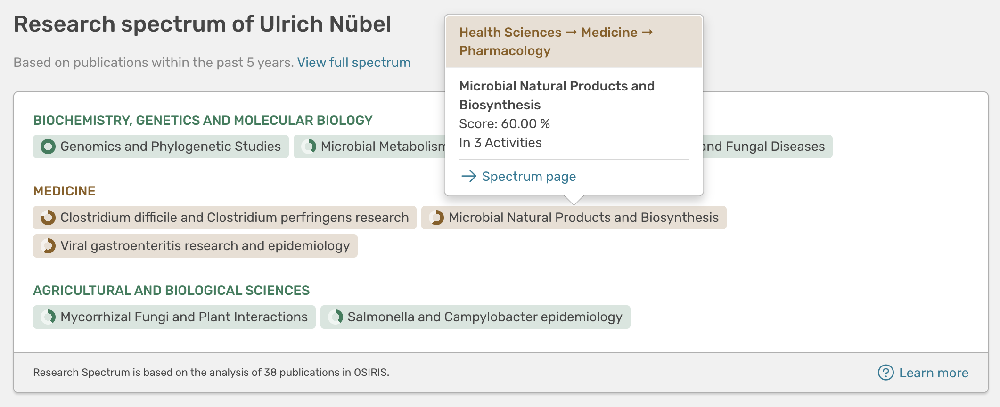 Research spectrum of Ulrich Nübel
Based on publications within the past 5 years. View full spectrum
Health Sciences → Medicine →
Pharmacology
Microbial Natural Products and
Biosynthesis
Score: 60.00 %
In 3 Activities
→ Spectrum page
BIOCHEMISTRY, GENETICS AND MOLECULAR BIOLOGY
Genomics and Phylogenetic Studies
Microbial Metabolism
and Fungal Diseases
MEDICINE
Clostridium difficile and Clostridium perfringens research
Microbial Natural Products and Biosynthesis
Viral gastroenteritis research and epidemiology
AGRICULTURAL AND BIOLOGICAL SCIENCES
Mycorrhizal Fungi and Plant Interactions
Salmonella and Campylobacter epidemiology
Research Spectrum is based on the analysis of 38 publications in OSIRIS.
Learn more